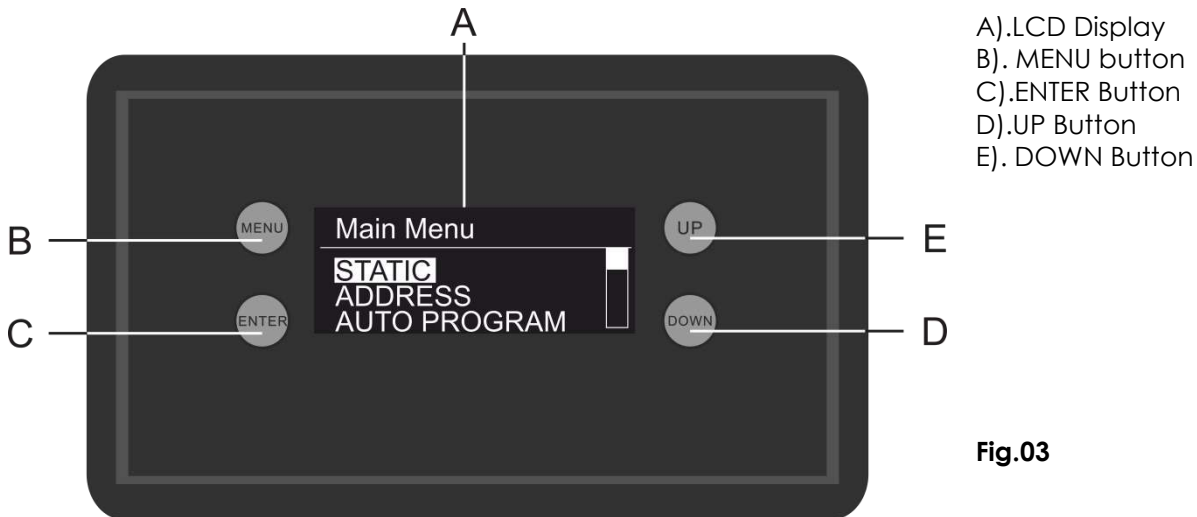 A
A).LCD Display
B). MENU button
C).ENTER Button
D).UP Button
E). DOWN Button
B
MENU
Main Menu
UP
E
STATIC
ADDRESS
AUTO PROGRAM
C
ENTER
DOWN
D
Fig.03